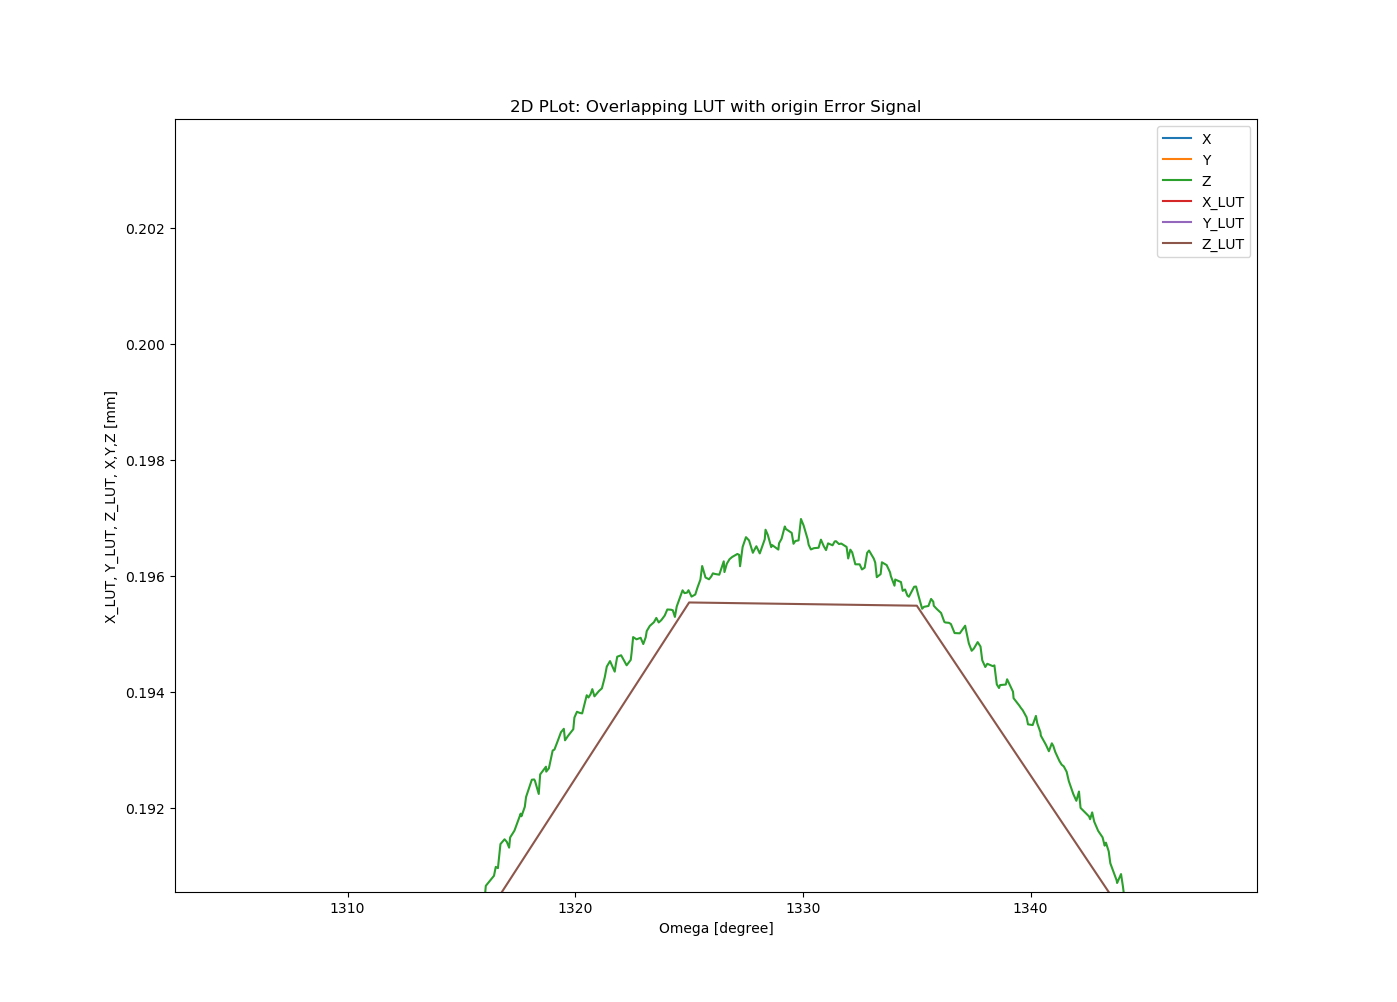 2D PLot: Overlapping LUT with origin Error Signal
X
Y
Z
X_LUT
Y_LUT
Z_LUT
0.202
0.200
0.198
0.196
0.194
0.192
X_LUT, Y_LUT, Z_LUT, X,Y,Z [mm]
1310
1320
1330
1340
Omega [degree]